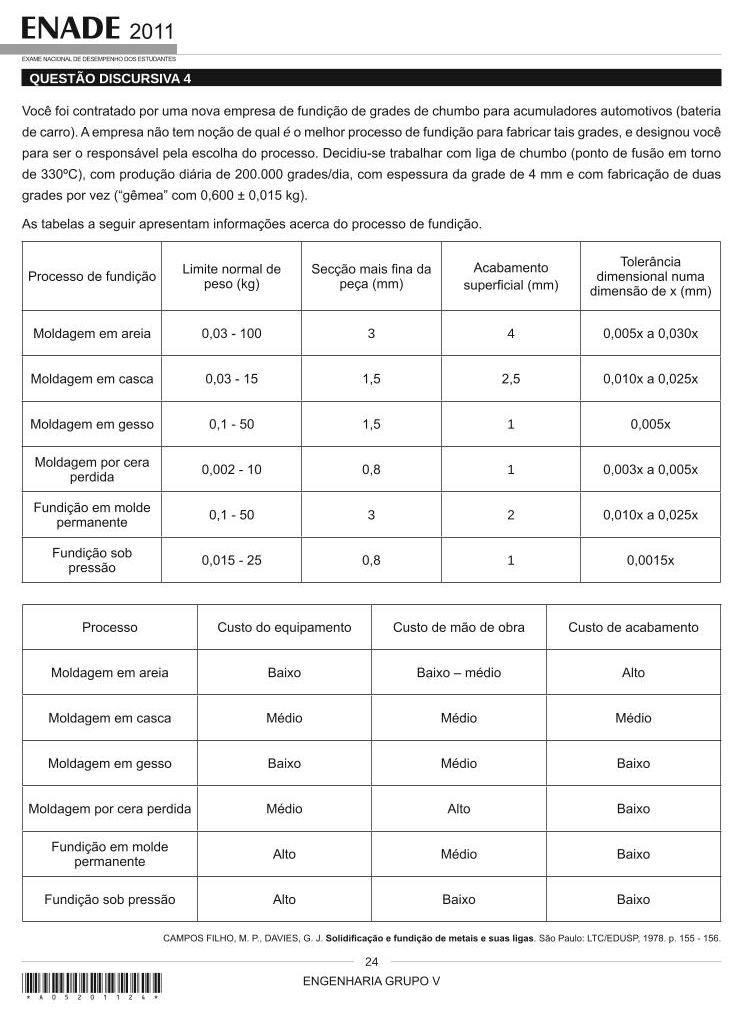 ENADE 2011
EXAME NACIONAL DE DESEMPENHO DOS ESTUDANTES
QUESTÃO DISCURSIVA 4
Você foi contratado por uma nova empresa de fundição de grades de chumbo para acumuladores automotivos (bateria
de carro). A empresa não tem noção de qual é o melhor processo de fundição para fabricar tais grades, e designou você
para ser o responsável pela escolha do processo. Decidiu-se trabalhar com liga de chumbo (ponto de fusão em torno
de 330ºC), com produção diária de 200.000 grades/dia, com espessura da grade de 4 mm e com fabricação de duas
grades por vez (“gêmea” com 0,600 ± 0,015 kg).
As tabelas a seguir apresentam informações acerca do processo de fundição.
Processo de fundição
Limite normal de
peso (kg)
Secção mais fina da
peça (mm)
Acabamento
superficial (mm)
Tolerância
dimensional numa
dimensão de x (mm)
Moldagem em areia 0,03 - 100 3 4 0,005x a 0,030x
Moldagem em casca 0,03 - 15 1,5 2,5 0,010x a 0,025x
Moldagem em gesso 0,1 - 50 1,5 1 0,005x
Moldagem por cera
perdida
0,002 - 10 0,8 1 0,003x a 0,005x
Fundição em molde
permanente
0,1 - 50 3 2 0,010x a 0,025x
Fundição sob
pressão
0,015 - 25 0,8 1 0,0015x
Processo Custo do equipamento Custo de mão de obra Custo de acabamento
Moldagem em areia Baixo Baixo – médio Alto
Moldagem em casca Médio Médio Médio
Moldagem em gesso Baixo Médio Baixo
Moldagem por cera perdida Médio Alto Baixo
Fundição em molde
permanente
Alto Médio Baixo
Fundição sob pressão Alto Baixo Baixo
CAMPOS FILHO, M. P., DAVIES, G. J. Solidificação e fundição de metais e suas ligas. São Paulo: LTC/EDUSP, 1978. p. 155 - 156.
24
ENGENHARIA GRUPO V
* A 0 5 2 0 1 1 2 4 *